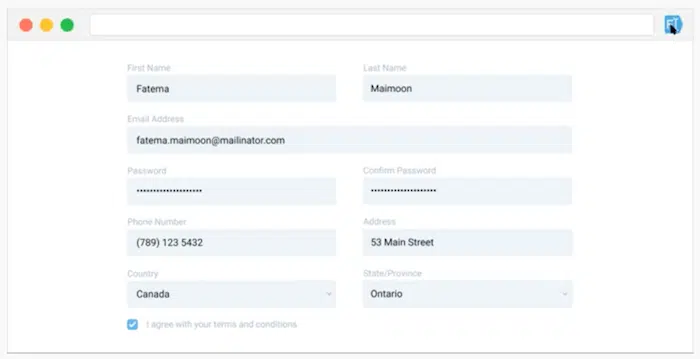 First Name Last Name
Fatema Maimoon
Email Address
fatema.maimoon@mailinator.com
Password Confirm Password
•••••••••••••••••••• ••••••••••••••••••••
Phone Number Address
(789) 123 5432 53 Main Street
Country State/Province
Canada Ontario
I agree with your terms and conditions